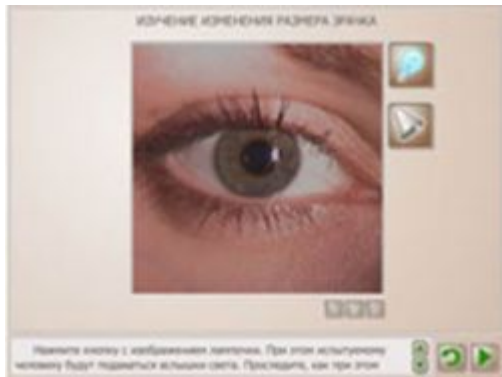 ИЗУЧЕНИЕ ИЗМЕНЕНИЯ РАЗМЕРА ЗРАЧКА
Нажмите кнопку с изображением лампочки. При этом испытуемому
человеку будут подаваться вспышки света. Проследите, как при этом